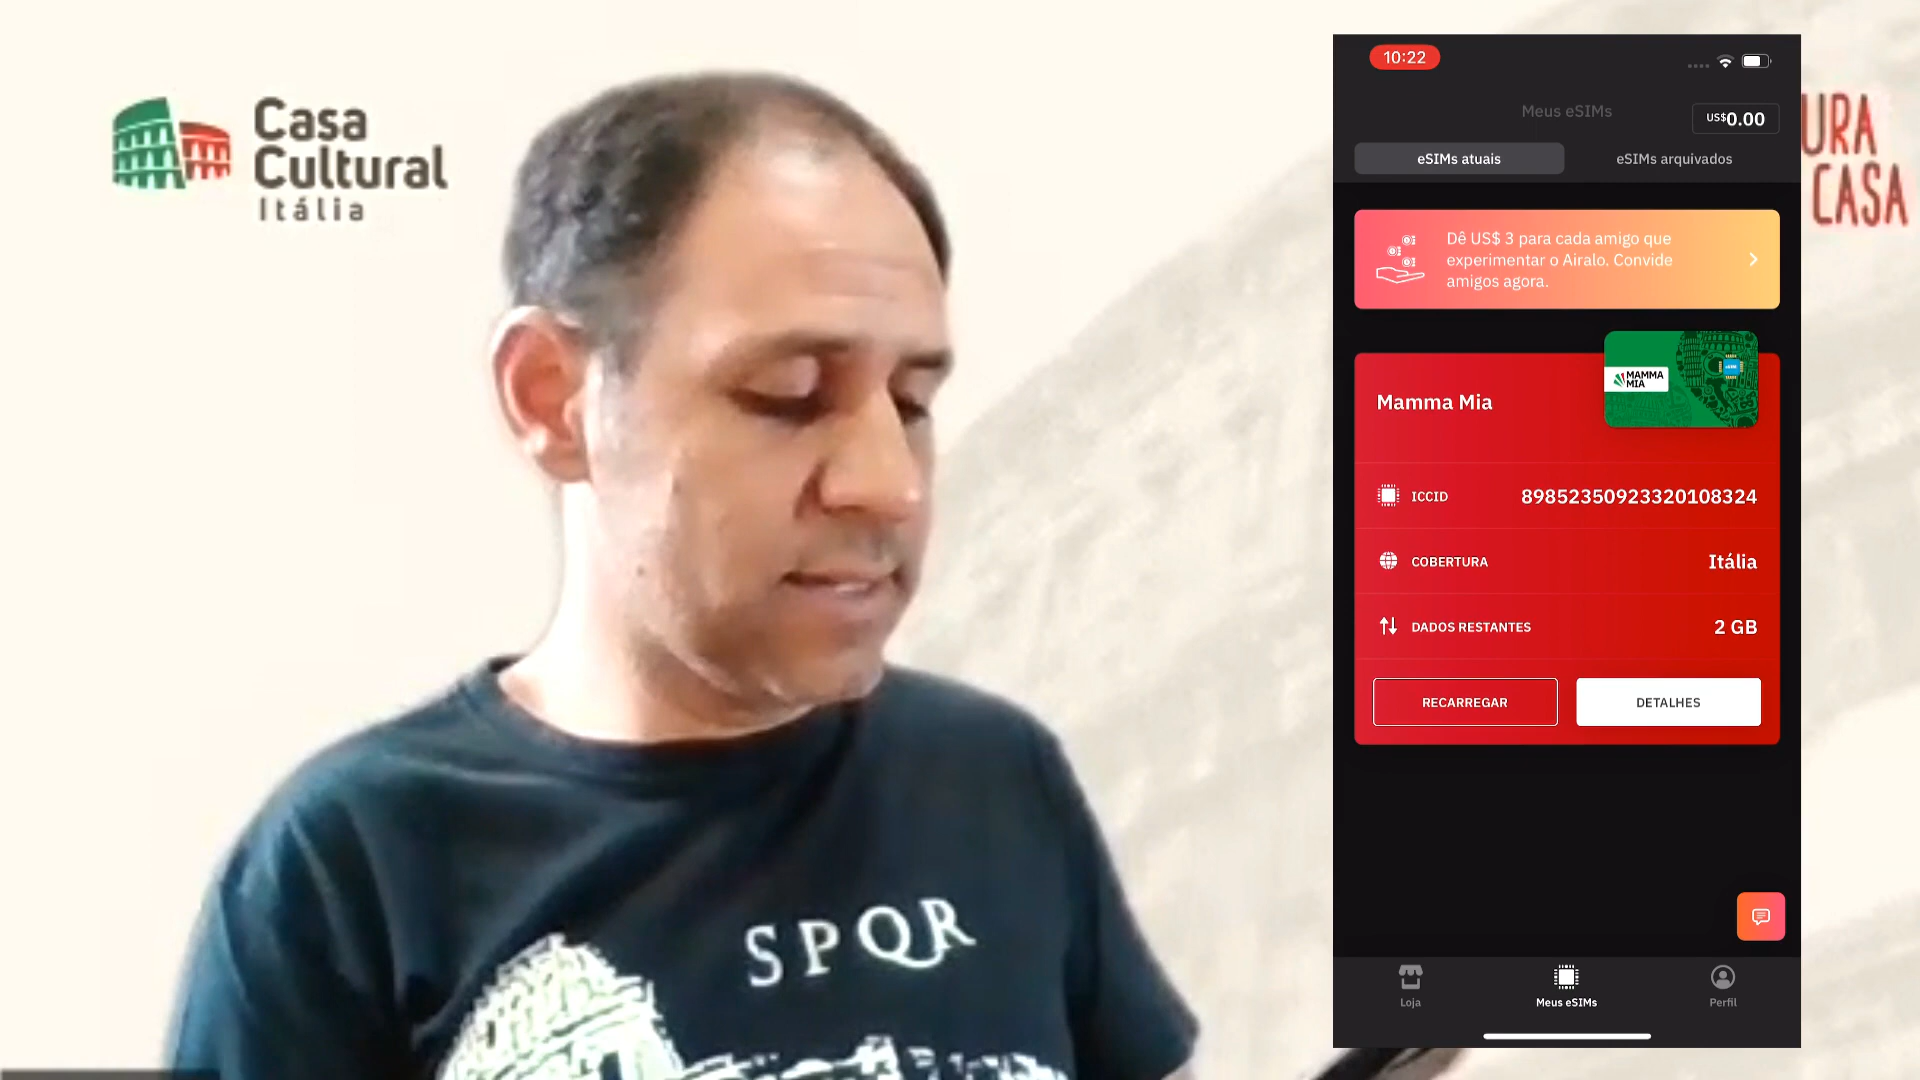 Casa
Cultural
Itália
URA
CASA
SPQR
10:22
Meus eSIMs
US$0.00
eSIMs atuais
eSIMs arquivados
Dê US$ 3 para cada amigo que
experimentar o Airalo. Convide
amigos agora.
MAMMA
MIA
Mamma Mia
ICCID
89852350923320108324
COBERTURA
Itália
DADOS RESTANTES
2 GB
RECARREGAR
DETALHES
Loja
Meus eSIMs
Perfil